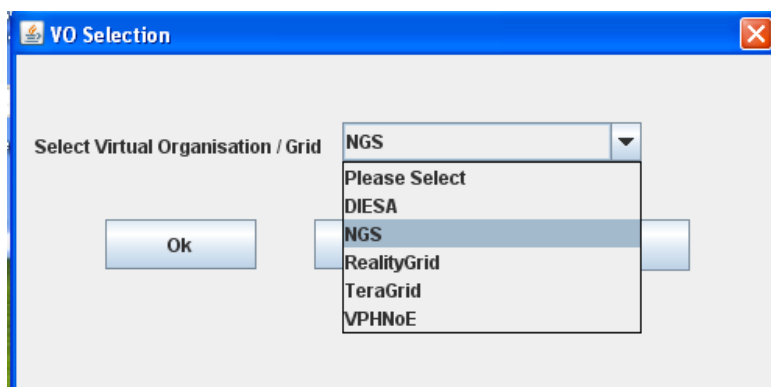 VO Selection
Select Virtual Organisation / Grid NGS
Please Select
DIESA
NGS
Ok
RealityGrid
TeraGrid
VPHNoE